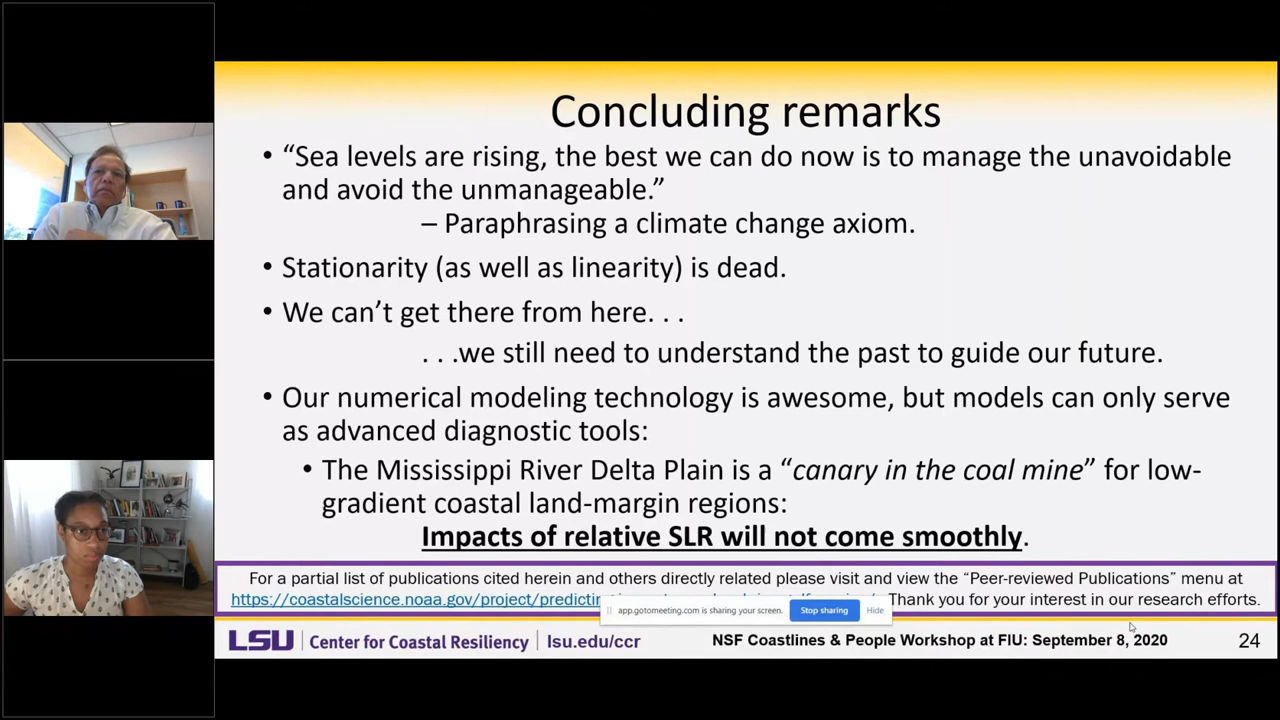 Concluding remarks
• “Sea levels are rising, the best we can do now is to manage the unavoidable
and avoid the unmanageable.”
– Paraphrasing a climate change axiom.
• Stationarity (as well as linearity) is dead.
• We can’t get there from here. . .
. . .we still need to understand the past to guide our future.
• Our numerical modeling technology is awesome, but models can only serve
as advanced diagnostic tools:
• The Mississippi River Delta Plain is a “canary in the coal mine” for low-
gradient coastal land-margin regions:
Impacts of relative SLR will not come smoothly.
For a partial list of publications cited herein and others directly related please visit and view the “Peer-reviewed Publications” menu at
https://coastalscience.noaa.gov/project/predicting Thank you for your interest in our research efforts.
app.gotomeeting.com is sharing your screen. Stop sharing Hide
LSU Center for Coastal Resiliency lsu.edu/ccr NSF Coastlines & People Workshop at FIU: September 8, 2020 24